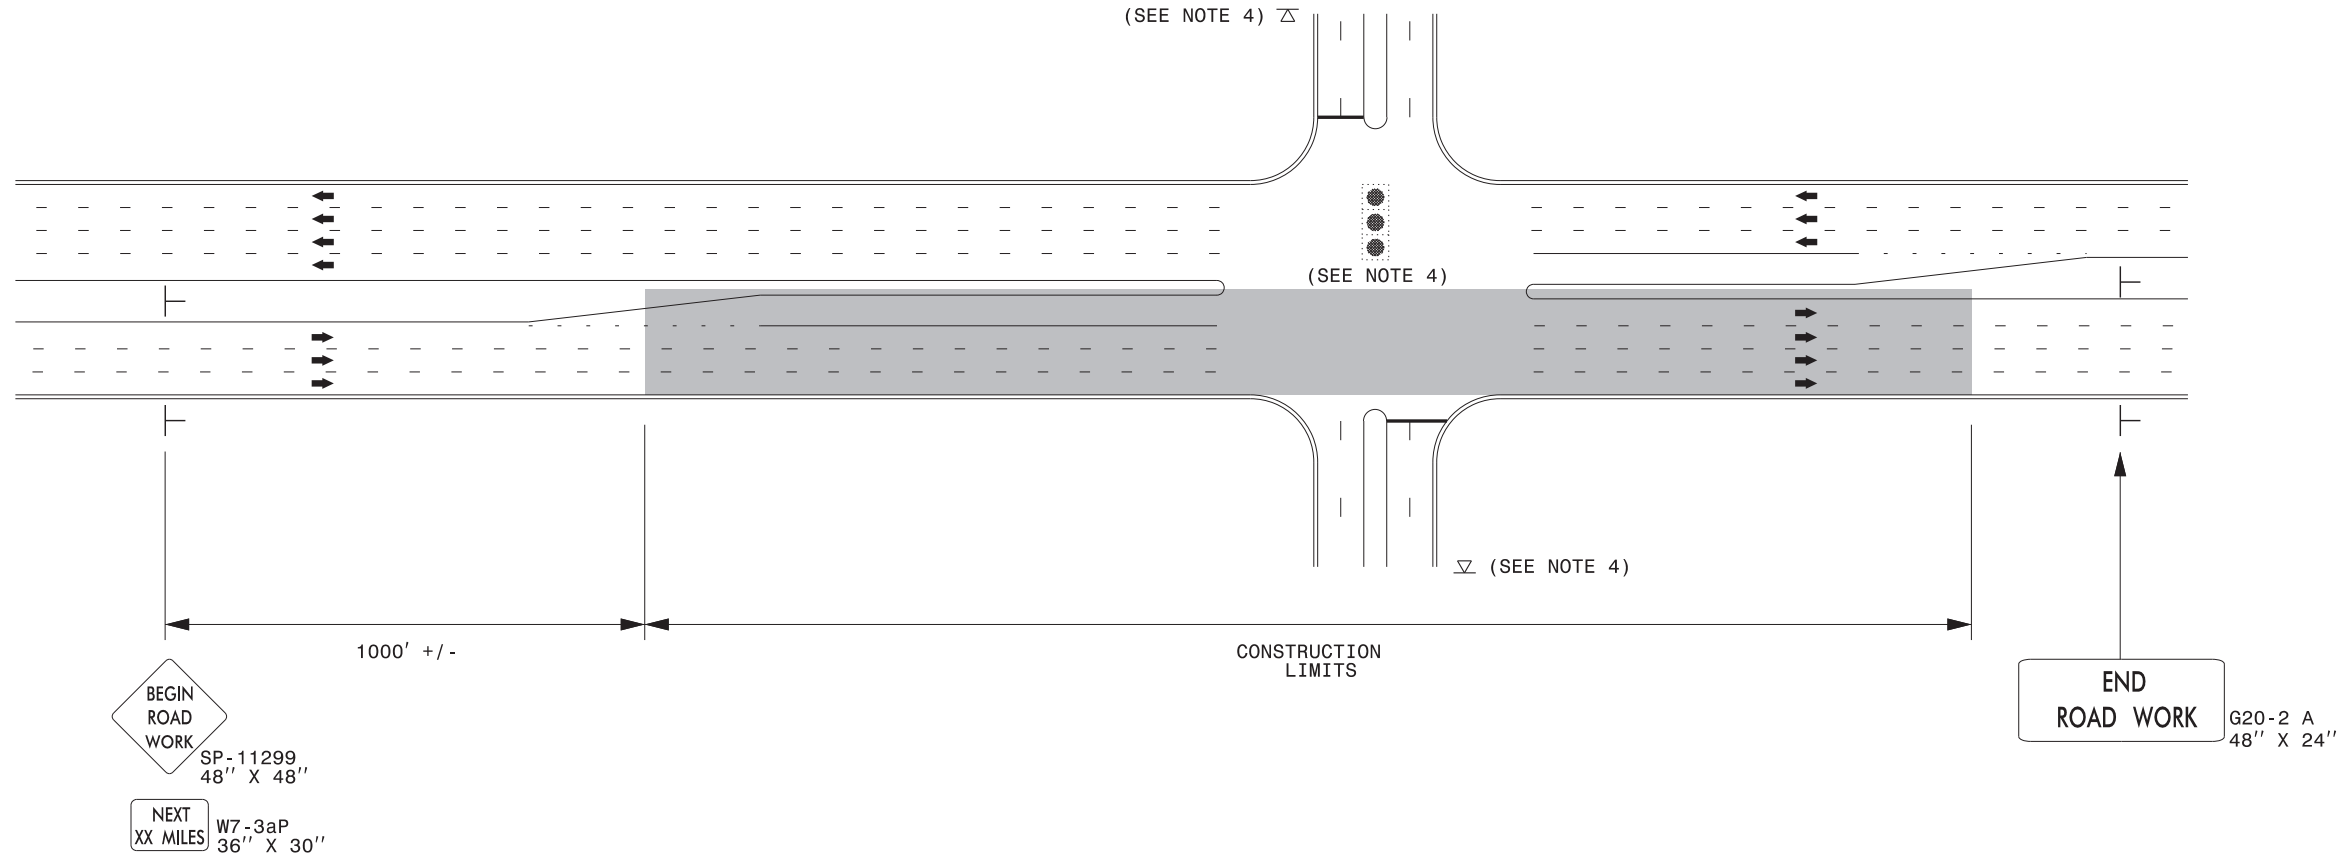 (SEE NOTE 4)
(SEE NOTE 4)
(SEE NOTE 4)
1000' +/-
CONSTRUCTION
LIMITS
BEGIN
ROAD
WORK
SP-11299
48'' X 48''
NEXT
XX MILES
W7-3aP
36'' X 30''
END
ROAD WORK
G20-2 A
48'' X 24''